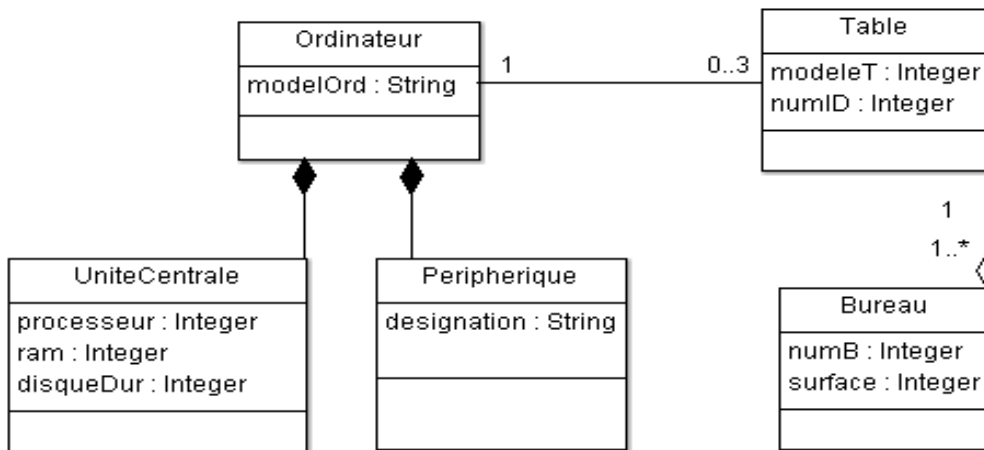 Ordinateur
modelOrd : String
1
0..3
Table
modeleT : Integer
numID : Integer
1
1..*
UniteCentrale
processeur : Integer
ram : Integer
disqueDur : Integer
Peripherique
designation : String
Bureau
numB : Integer
surface : Integer